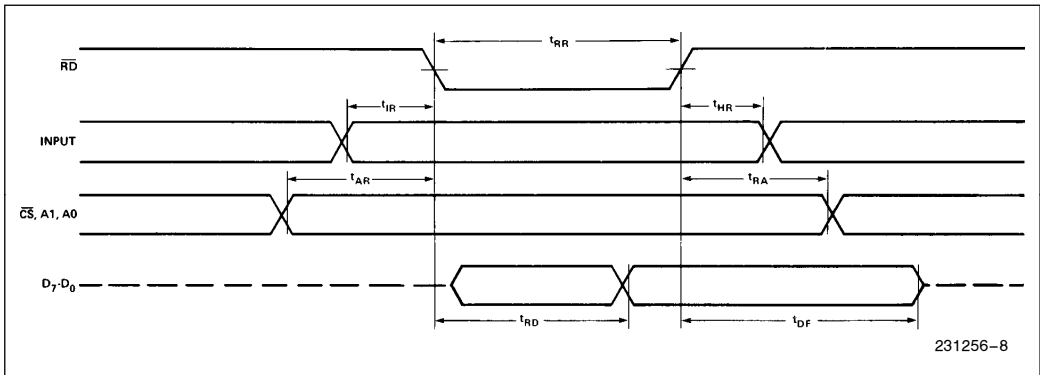 tRR
RD
tIR
tHR
INPUT
tAR
tRA
CS, A1, A0
D7-D0
tRD
tDF
231256–8